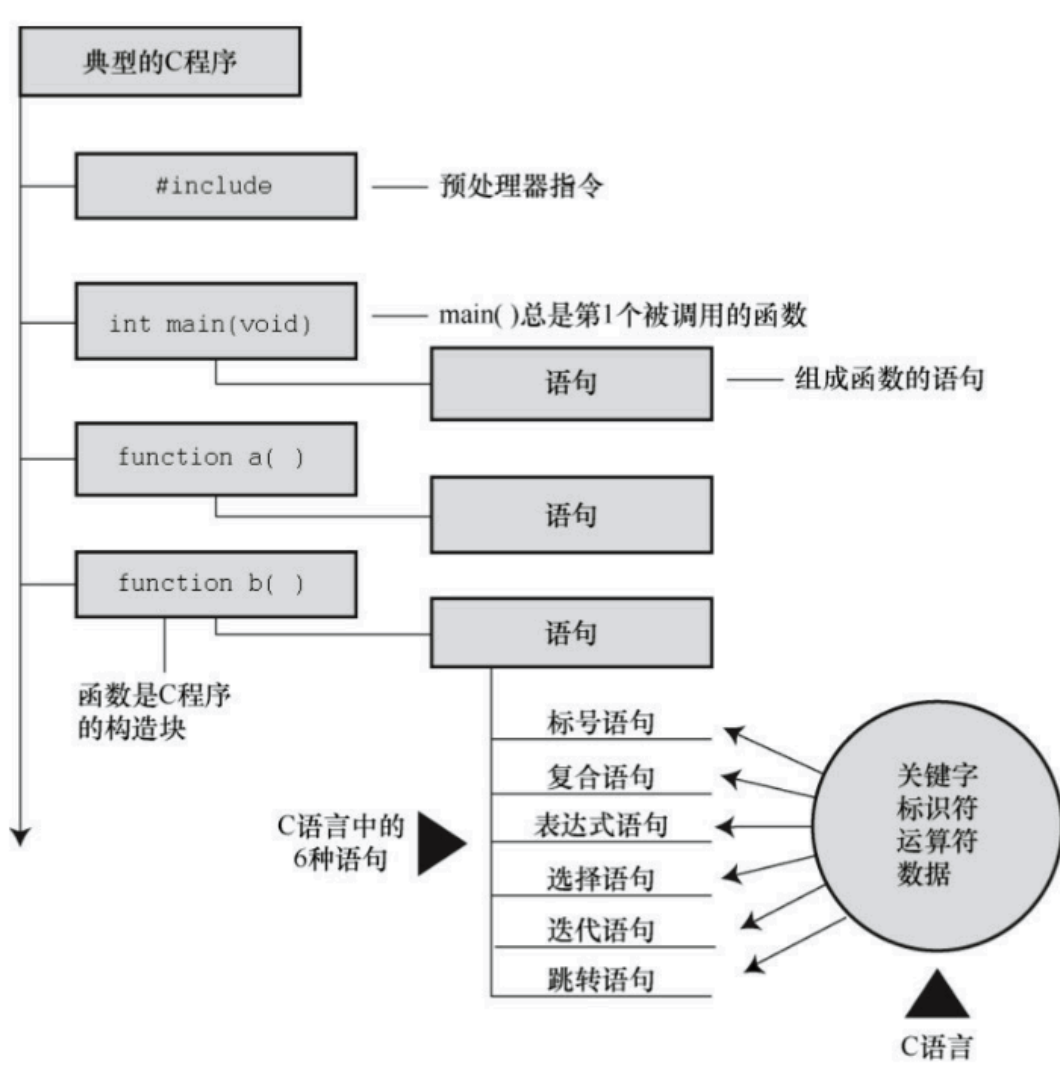 典型的C程序
#include
预处理器指令
int main(void)
main( )总是第1个被调用的函数
语句
组成函数的语句
function a( )
语句
function b( )
语句
函数是C程序
的构造块
标号语句
复合语句
表达式语句
选择语句
迭代语句
跳转语句
C语言中的
6种语句
关键字
标识符
运算符
数据
C语言